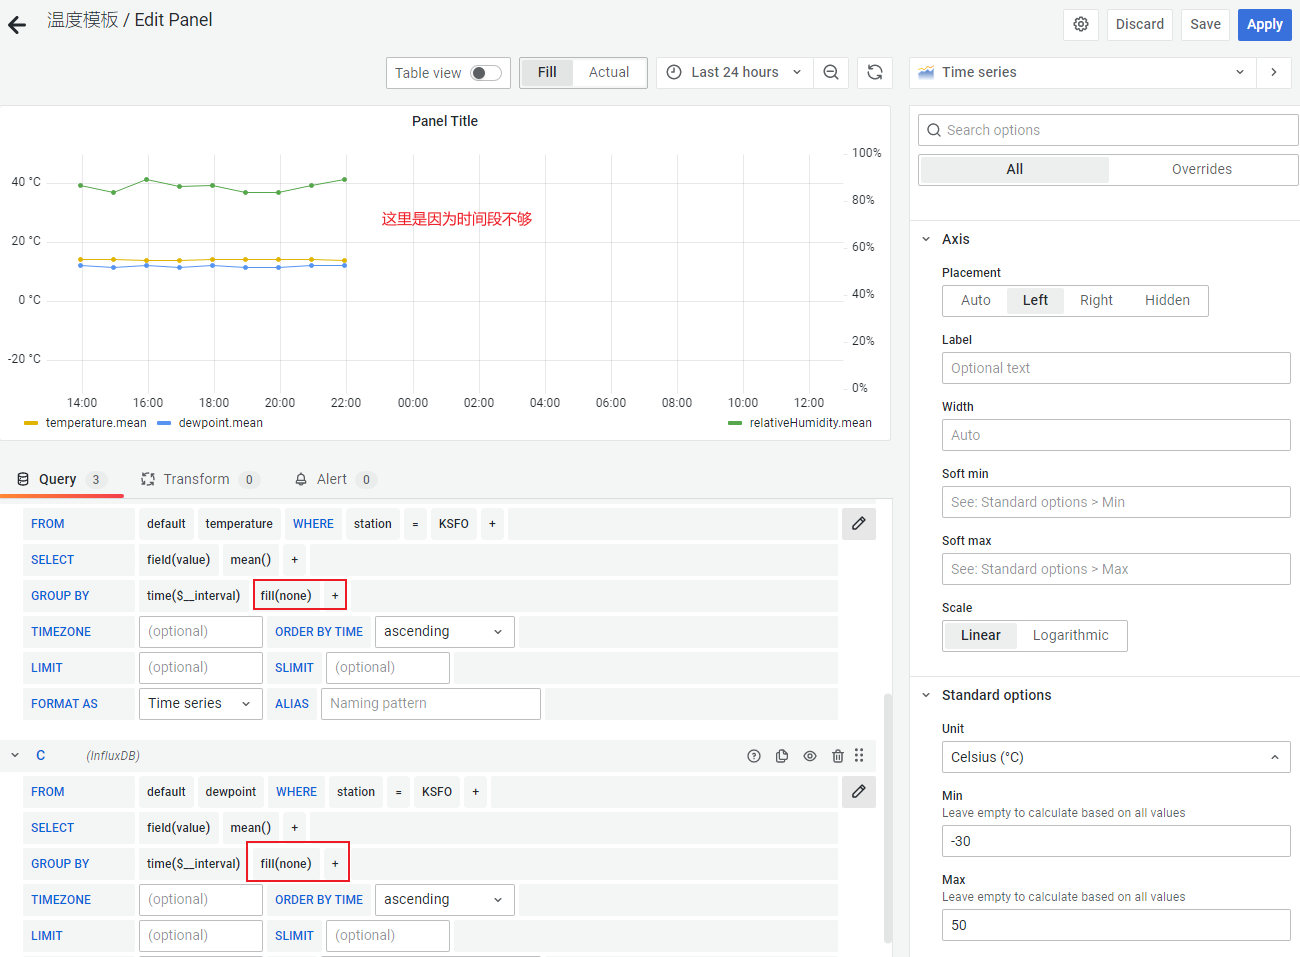 温度模板 / Edit Panel
Discard
Save
Apply
Table view
Fill
Actual
Last 24 hours
Time series
Panel Title
100%
80%
60%
40%
20%
0%
40 °C
20 °C
0 °C
-20 °C
这里是因为时间段不够
14:00
16:00
18:00
20:00
22:00
00:00
02:00
04:00
06:00
08:00
10:00
12:00
temperature.mean
dewpoint.mean
relativeHumidity.mean
Query 3
Transform 0
Alert 0
FROM default temperature WHERE station = KSFO +
SELECT field(value) mean() +
GROUP BY time($__interval) fill(none) +
TIMEZONE (optional) ORDER BY TIME ascending
LIMIT (optional) SLIMIT (optional)
FORMAT AS Time series ALIAS Naming pattern
C (InfluxDB)
FROM default dewpoint WHERE station = KSFO +
SELECT field(value) mean() +
GROUP BY time($__interval) fill(none) +
TIMEZONE (optional) ORDER BY TIME ascending
LIMIT (optional) SLIMIT (optional)
Search options
All
Overrides
Axis
Placement
Auto
Left
Right
Hidden
Label
Optional text
Width
Auto
Soft min
See: Standard options > Min
Soft max
See: Standard options > Max
Scale
Linear
Logarithmic
Standard options
Unit
Celsius (°C)
Min
Leave empty to calculate based on all values
-30
Max
Leave empty to calculate based on all values
50